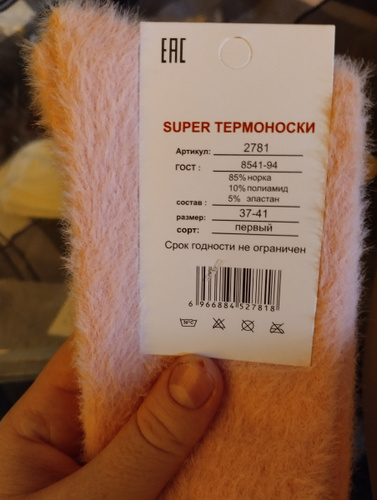 EAC
SUPER ТЕРМОНОСКИ
Артикул: 2781
ГОСТ: 8541-94
85% норка
10% полиамид
состав: 5% эластан
размер: 37-41
сорт: первый
Срок годности не ограничен
6 966884 527818